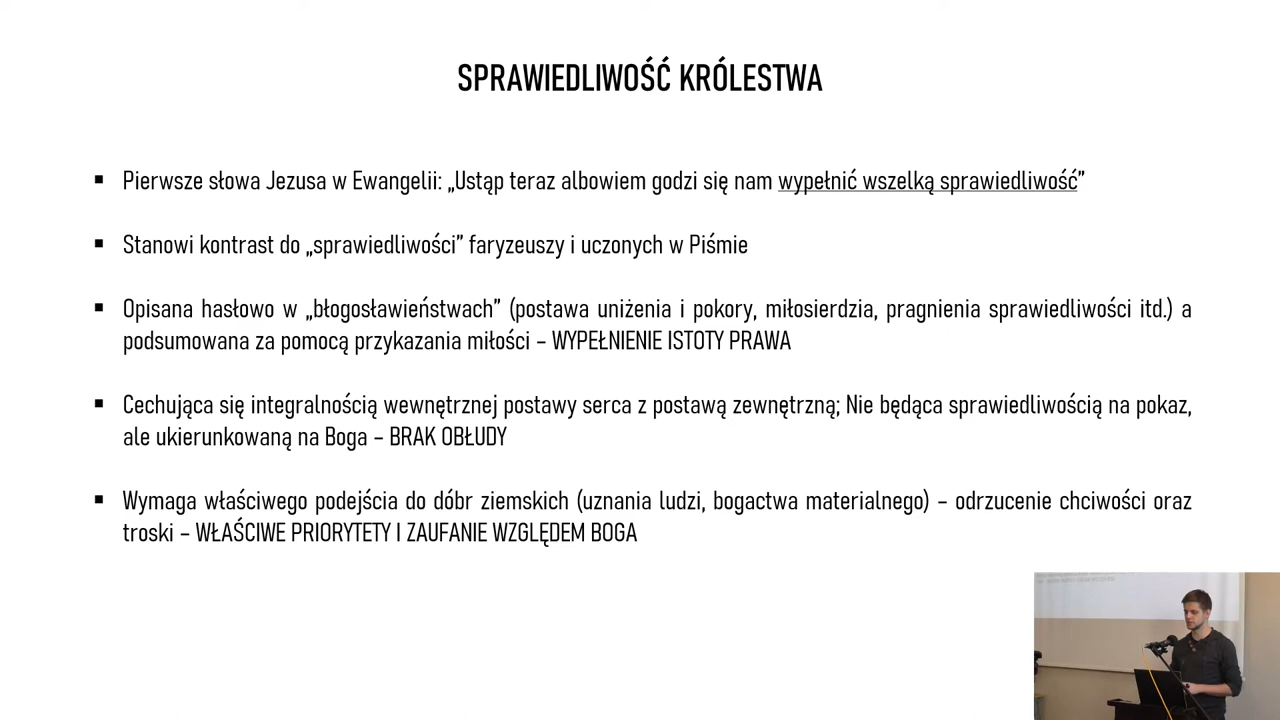 SPRAWIEDLIWOŚĆ KRÓLESTWA
▪ Pierwsze słowa Jezusa w Ewangelii: „Ustąp teraz albowiem godzi się nam wypełnić wszelką sprawiedliwość”
▪ Stanowi kontrast do „sprawiedliwości” faryzeuszy i uczonych w Piśmie
▪ Opisana hasłowo w „błogosławieństwach” (postawa uniżenia i pokory, miłosierdzia, pragnienia sprawiedliwości itd.) a
podsumowana za pomocą przykazania miłości – WYPEŁNIENIE ISTOTY PRAWA
▪ Cechująca się integralnością wewnętrznej postawy serca z postawą zewnętrzną; Nie będąca sprawiedliwością na pokaz,
ale ukierunkowaną na Boga – BRAK OBŁUDY
▪ Wymaga właściwego podejścia do dóbr ziemskich (uznania ludzi, bogactwa materialnego) – odrzucenie chciwości oraz
troski – WŁAŚCIWE PRIORYTETY I ZAUFANIE WZGLĘDEM BOGA